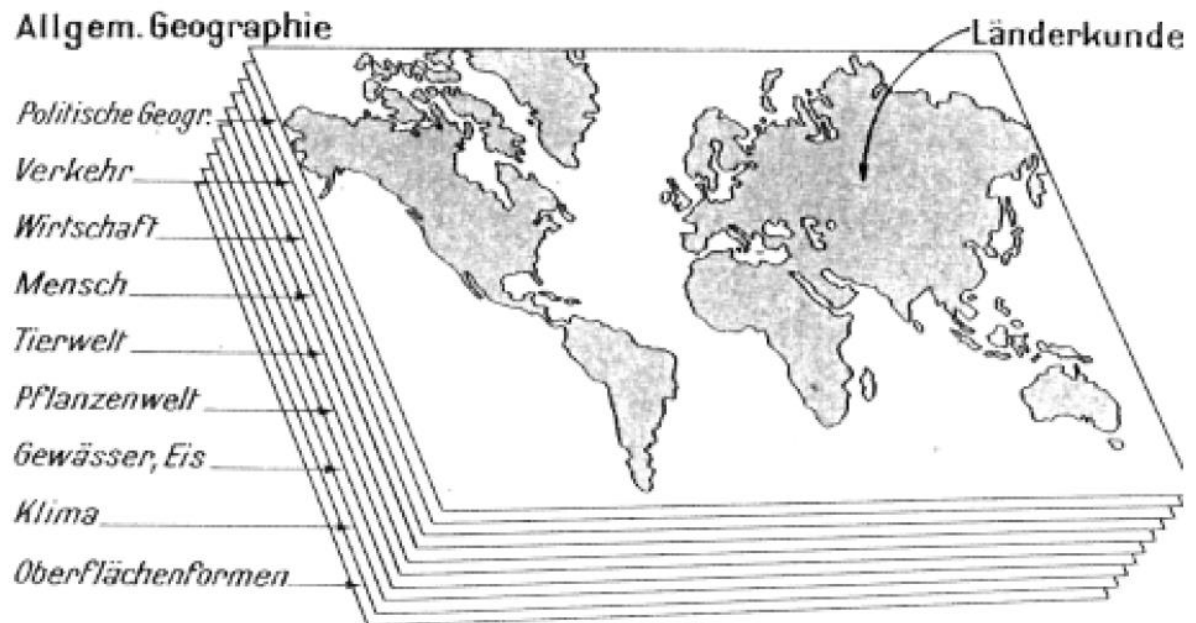 Allgem. Geographie
Länderkunde
Politische Geogr.
Verkehr
Wirtschaft
Mensch
Tierwelt
Pflanzenwelt
Gewässer, Eis
Klima
Oberflächenformen